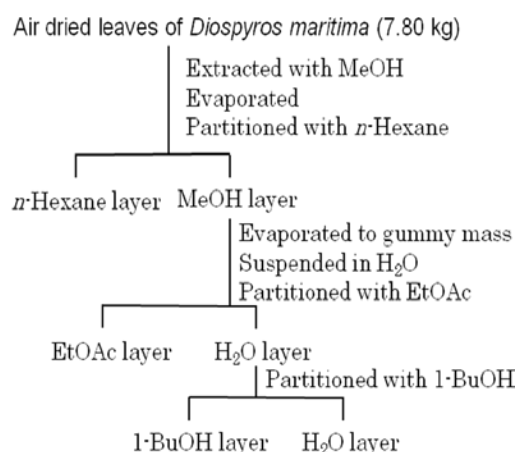 Air dried leaves of Diospyros maritima (7.80 kg)
Extracted with MeOH
Evaporated
Partitioned with n-Hexane
n-Hexane layer MeOH layer
Evaporated to gummy mass
Suspended in H₂O
Partitioned with EtOAc
EtOAc layer H₂O layer
Partitioned with 1-BuOH
1-BuOH layer H₂O layer